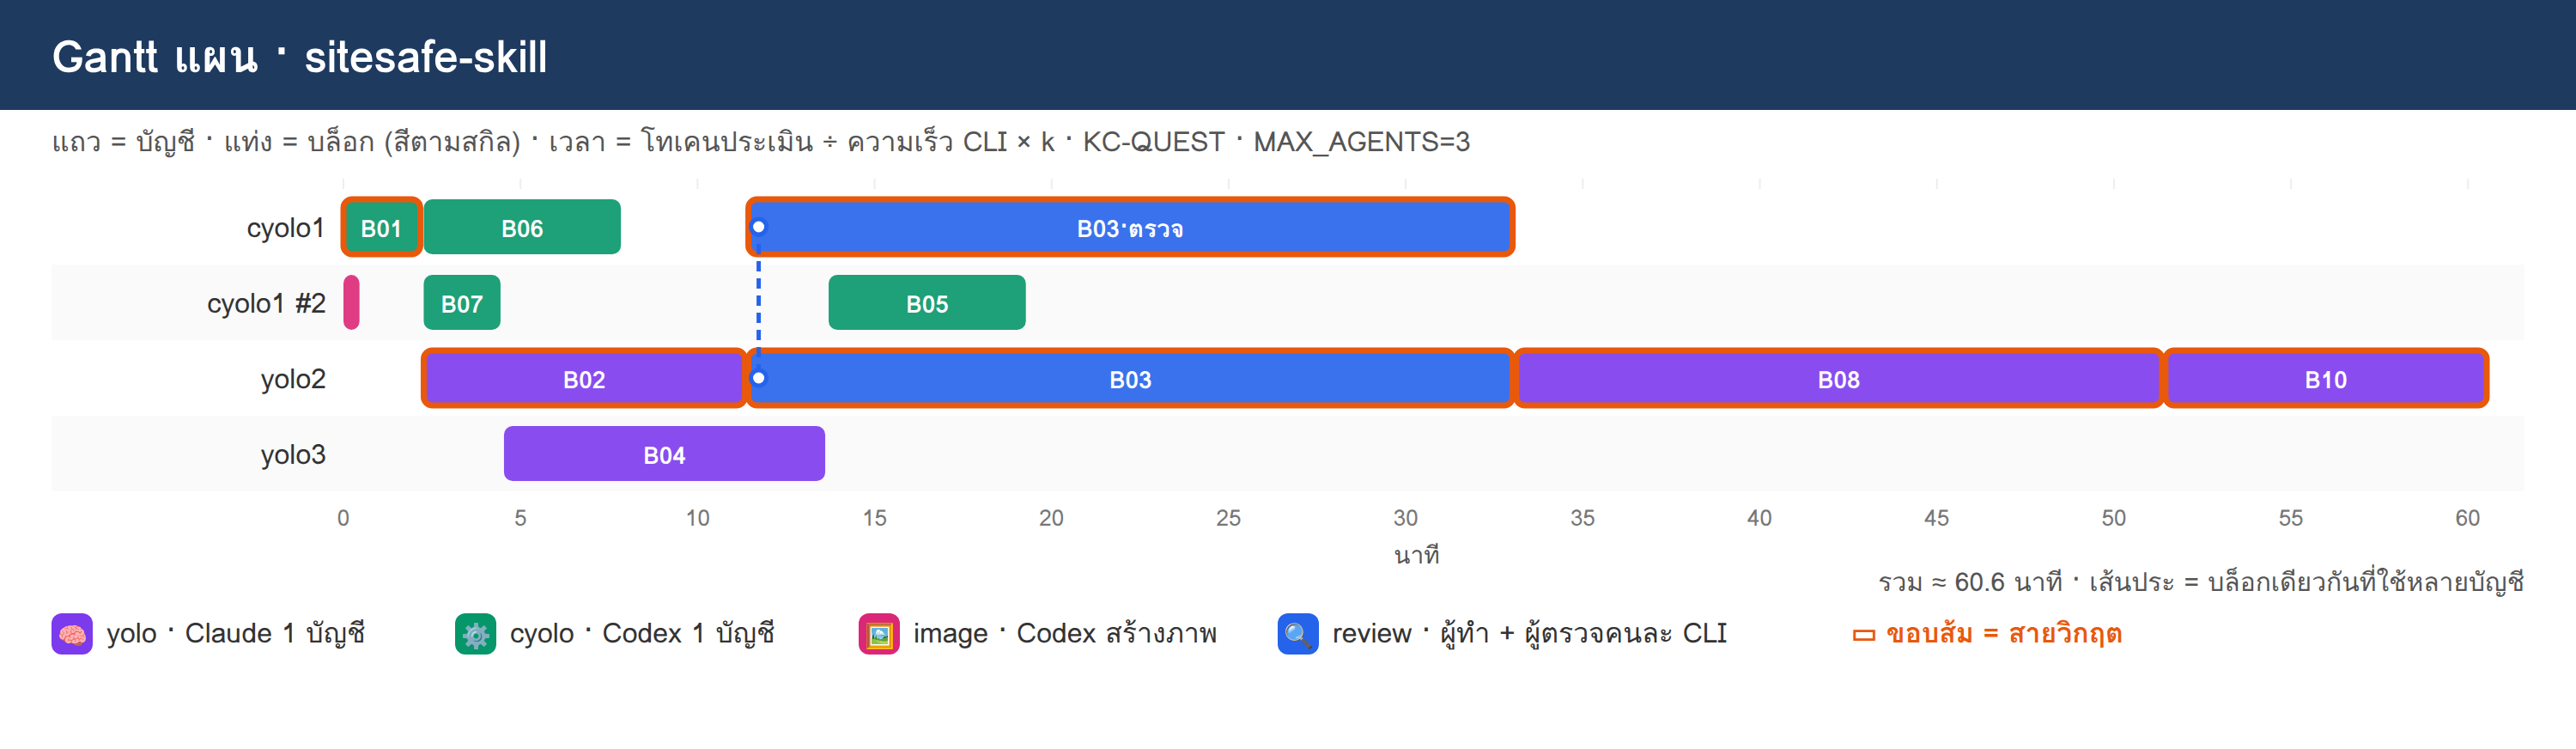 Gantt แผน · sitesafe-skill
แถว = บัญชี · แท่ง = บล็อก (สีตามสกิล) · เวลา = โทเคนประเมิน ÷ ความเร็ว CLI × k · KC-QUEST · MAX_AGENTS=3
cyolo1 B01 B06 B03·ตรวจ
cyolo1 #2 B07 B05
yolo2 B02 B03 B08 B10
yolo3 B04
0 5 10 15 20 25 30 35 40 45 50 55 60
นาที
รวม ≈ 60.6 นาที · เส้นประ = บล็อกเดียวกันที่ใช้หลายบัญชี
yolo · Claude 1 บัญชี cyolo · Codex 1 บัญชี image · Codex สร้างภาพ review · ผู้ทำ + ผู้ตรวจคนละ CLI ▭ ขอบส้ม = สายวิกฤต